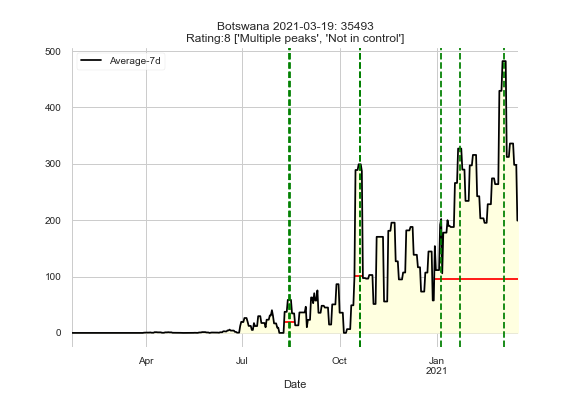 Botswana 2021-03-19: 35493
Rating:8 ['Multiple peaks', 'Not in control']
Average-7d
500
400
300
200
100
0
Apr
Jul
Oct
Jan
2021
Date